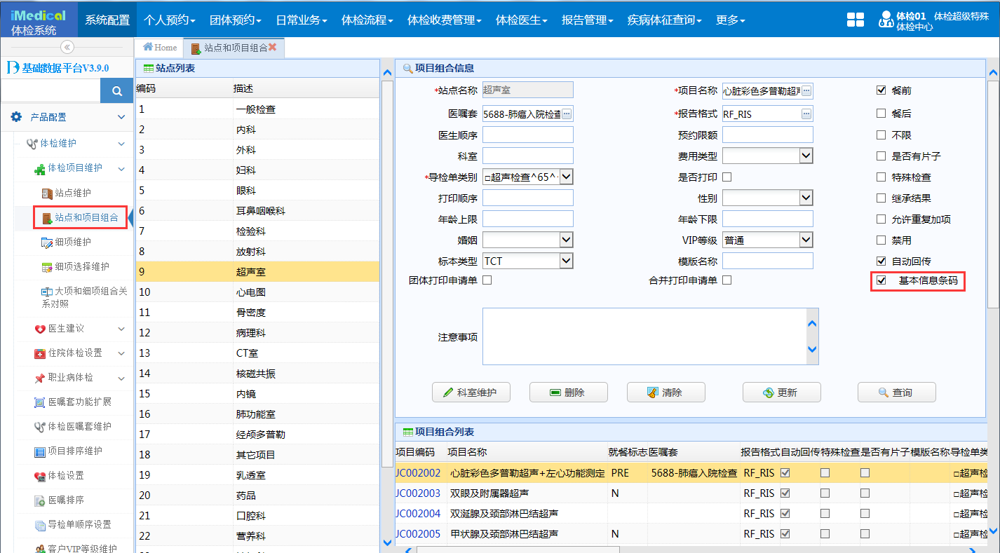 iMedical
体检系统
系统配置 个人预约 团体预约 日常业务 体检流程 体检收费管理 体检医生 报告管理 疾病体征查询 更多
体检01 体检超级特殊
体检中心
Home 站点和项目组合
基础数据平台V3.9.0
产品配置
体检维护
体检项目维护
站点维护
站点和项目组合
细项维护
细项选择维护
大项和细项组合关
系对照
医生建议
住院体检设置
职业病体检
医嘱套功能扩展
体检医嘱套维护
项目排序维护
体检设置
医嘱排序
导检单顺序设置
客户VIP等级维护
站点列表
编码 描述
1 一般检查
2 内科
3 外科
4 妇科
5 眼科
6 耳鼻咽喉科
7 检验科
8 放射科
9 超声室
10 心电图
11 骨密度
12 病理科
13 CT室
14 核磁共振
15 内镜
16 肺功能室
17 经颅多普勒
18 其它项目
19 乳透室
20 药品
21 口腔科
22 营养科
项目组合信息
*站点名称 超声室 *项目名称 心脏彩色多普勒超声 餐前
医嘱套 5688-肺癌入院检查 *报告格式 RF_RIS 餐后
医生顺序 预约限额 不限
科室 费用类型 是否有片子
*导检单类别 □超声检查^65^ 是否打印 特殊检查
打印顺序 性别 继承结果
年龄上限 年龄下限 允许重复加项
婚姻 VIP等级 普通 禁用
标本类型 TCT 模版名称 自动回传
团体打印申请单 合并打印申请单 基本信息条码
注意事项
科室维护 删除 清除 更新 查询
项目组合列表
项目编码 项目名称 就餐标志 医嘱套 报告格式 自动回传 特殊检查 是否有片子 模版名称 导检单类
JC002002 心脏彩色多普勒超声+左心功能测定 PRE 5688-肺癌入院检查 RF_RIS □超声检
JC002003 双眼及附属器超声 N RF_RIS □超声检
JC002004 双涎腺及颈部淋巴结超声 RF_RIS □超声检
JC002005 甲状腺及颈部淋巴结超声 N RF_RIS □超声检